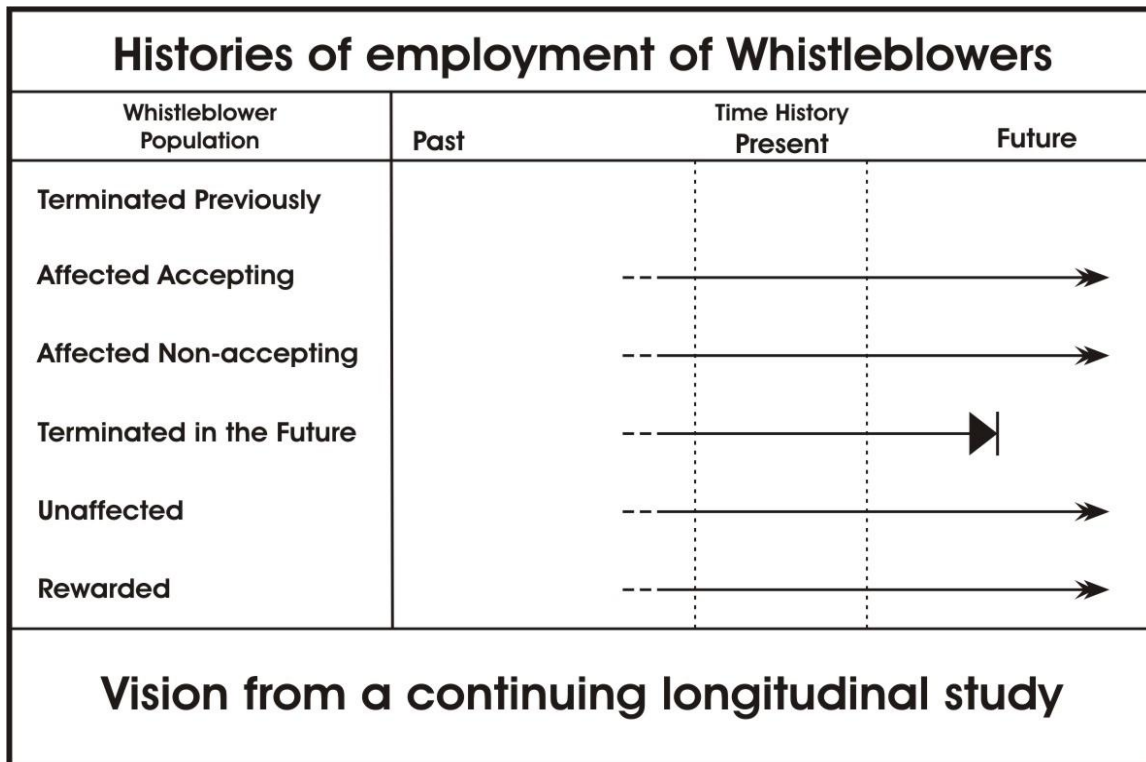 Histories of employment of Whistleblowers
Whistleblower
Population
Time History
Past
Present
Future
Terminated Previously
Affected Accepting
Affected Non-accepting
Terminated in the Future
Unaffected
Rewarded
Vision from a continuing longitudinal study